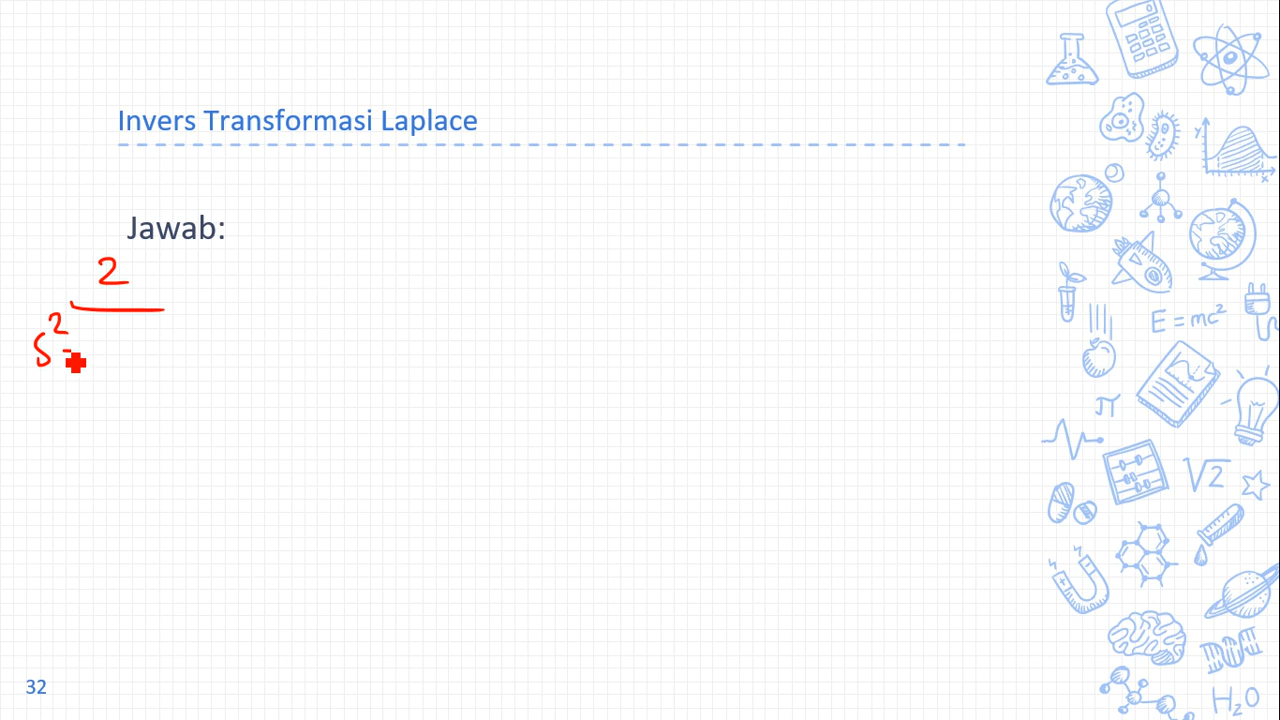 Invers Transformasi Laplace
Jawab:
2
s²
Y
x
E = mc²
π
√2
H₂O
32